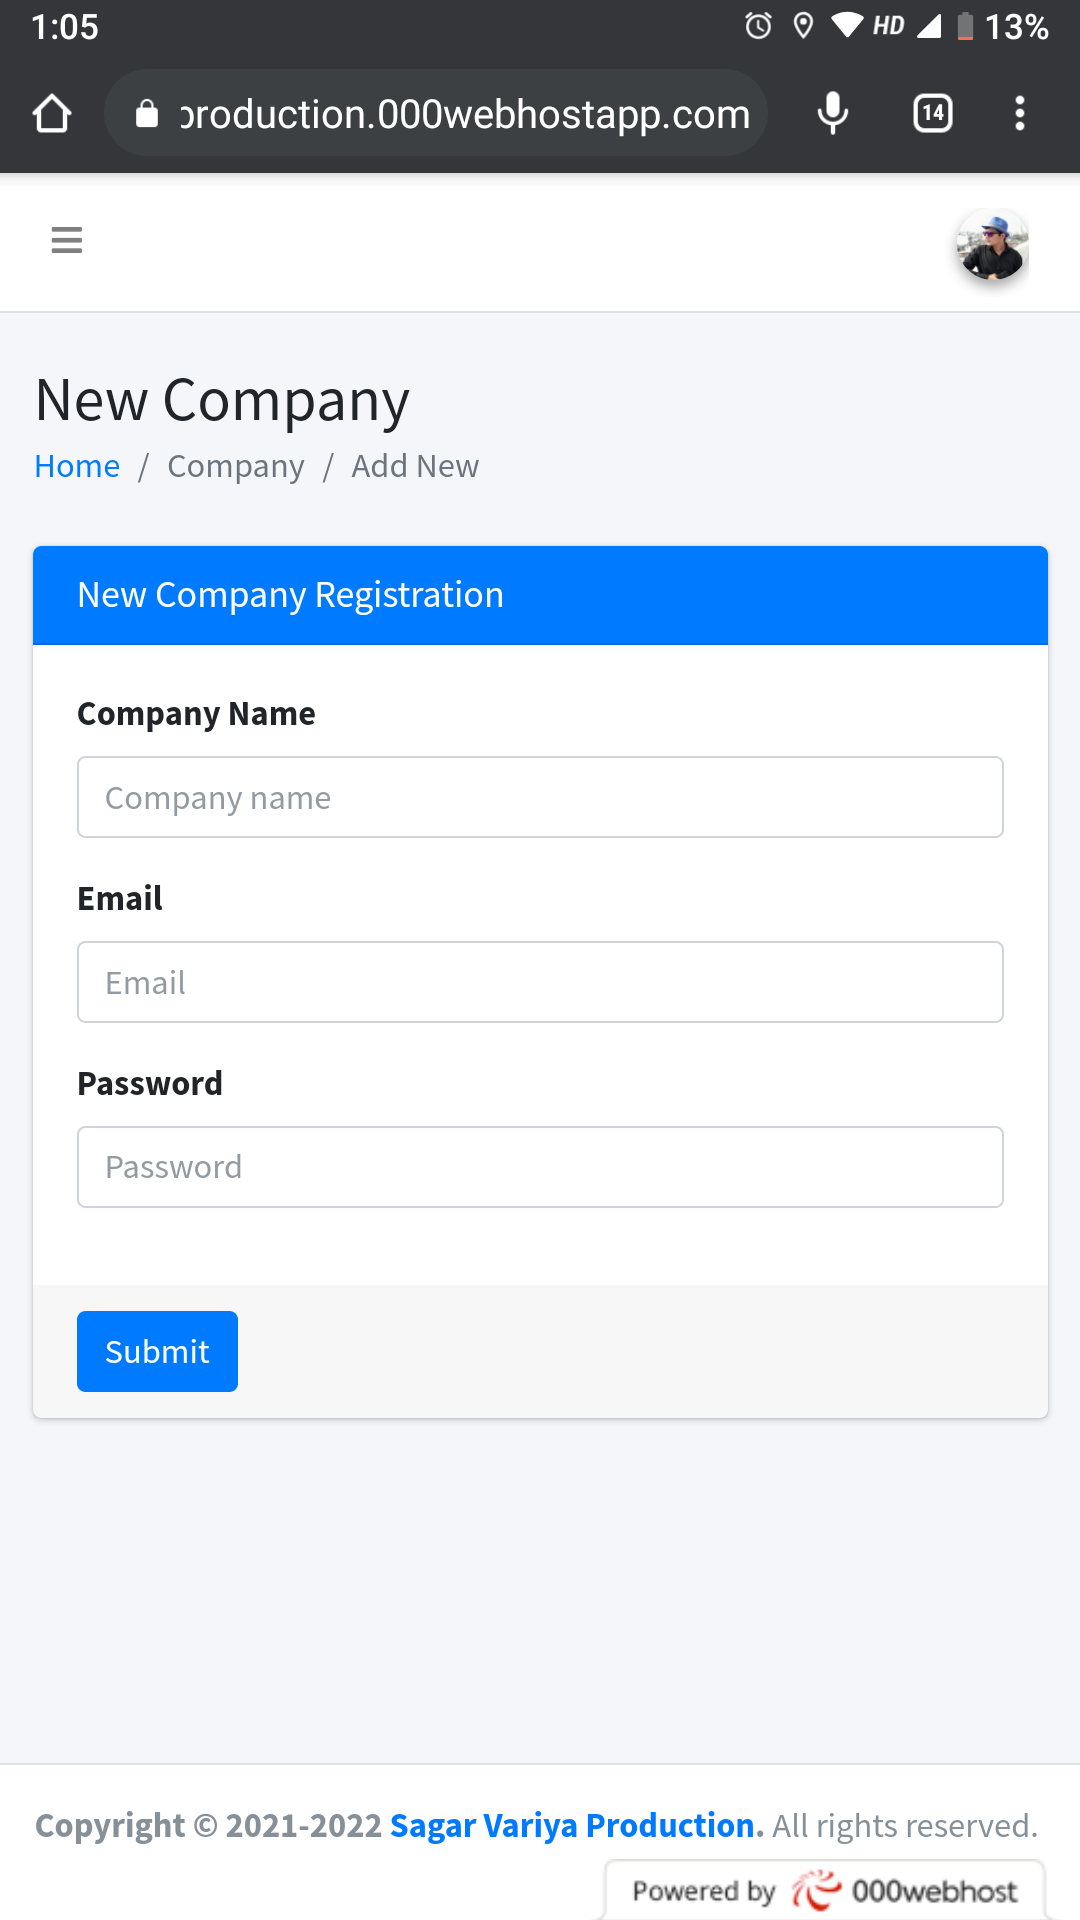 1:05 HD 13%
production.000webhostapp.com 14
New Company
Home / Company / Add New
New Company Registration
Company Name
Company name
Email
Email
Password
Password
Submit
Copyright © 2021-2022 Sagar Variya Production. All rights reserved.
Powered by 000webhost